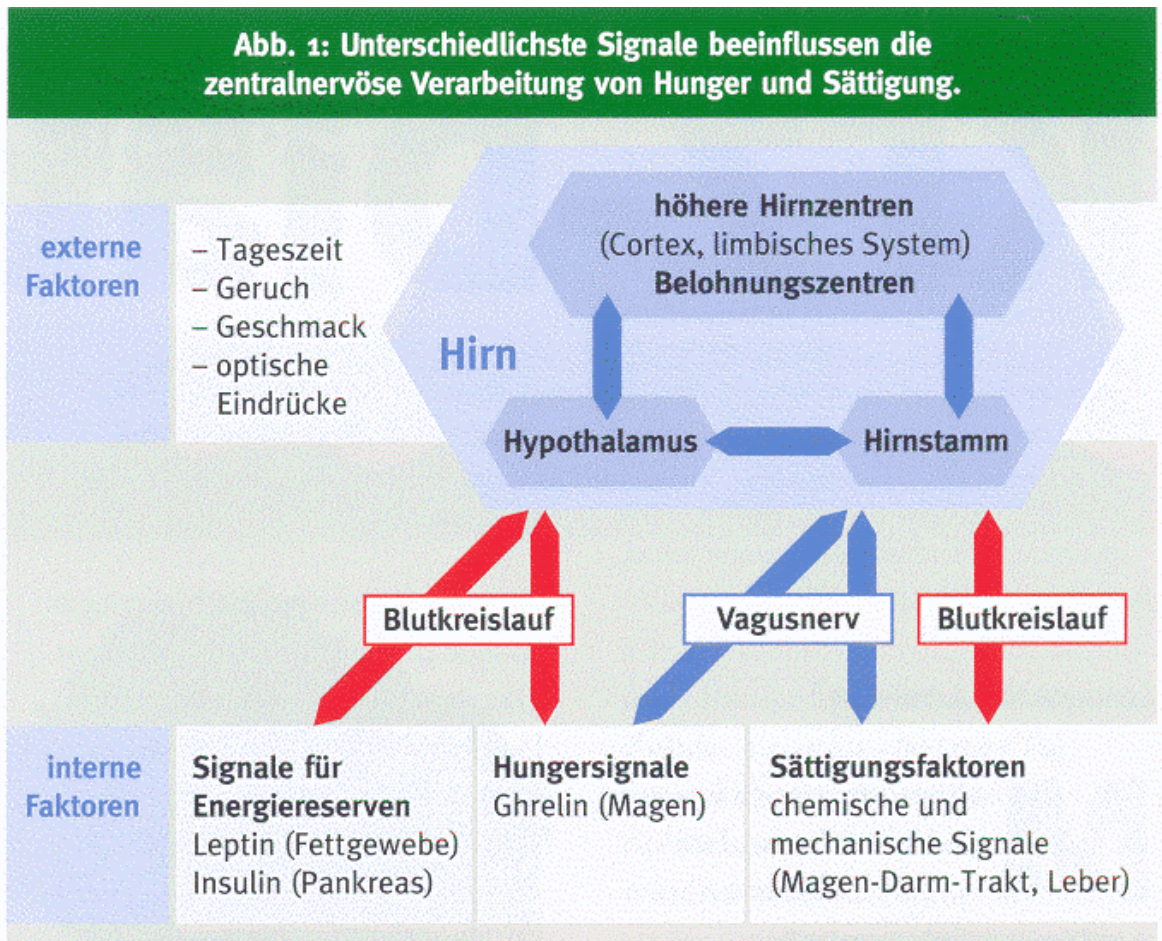 Abb. 1: Unterschiedlichste Signale beeinflussen die
zentralnervöse Verarbeitung von Hunger und Sättigung.
externe
Faktoren
– Tageszeit
– Geruch
– Geschmack
– optische
Eindrücke
höhere Hirnzentren
(Cortex, limbisches System)
Belohnungszentren
Hirn
Hypothalamus
Hirnstamm
Blutkreislauf
Vagusnerv
Blutkreislauf
interne
Faktoren
Signale für
Energiereserven
Leptin (Fettgewebe)
Insulin (Pankreas)
Hungersignale
Ghrelin (Magen)
Sättigungsfaktoren
chemische und
mechanische Signale
(Magen-Darm-Trakt, Leber)